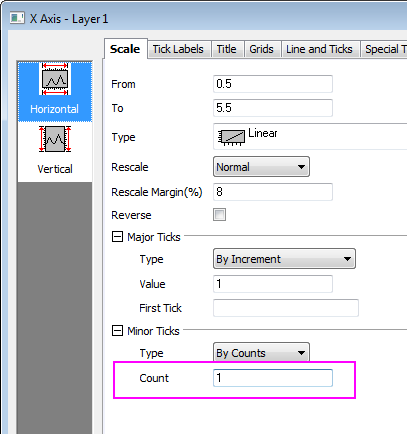 X Axis - Layer1
Scale Tick Labels Title Grids Line and Ticks Special T
Horizontal
Vertical
From 0.5
To 5.5
Type Linear
Rescale Normal
Rescale Margin(%) 8
Reverse
Major Ticks
Type By Increment
Value 1
First Tick
Minor Ticks
Type By Counts
Count 1